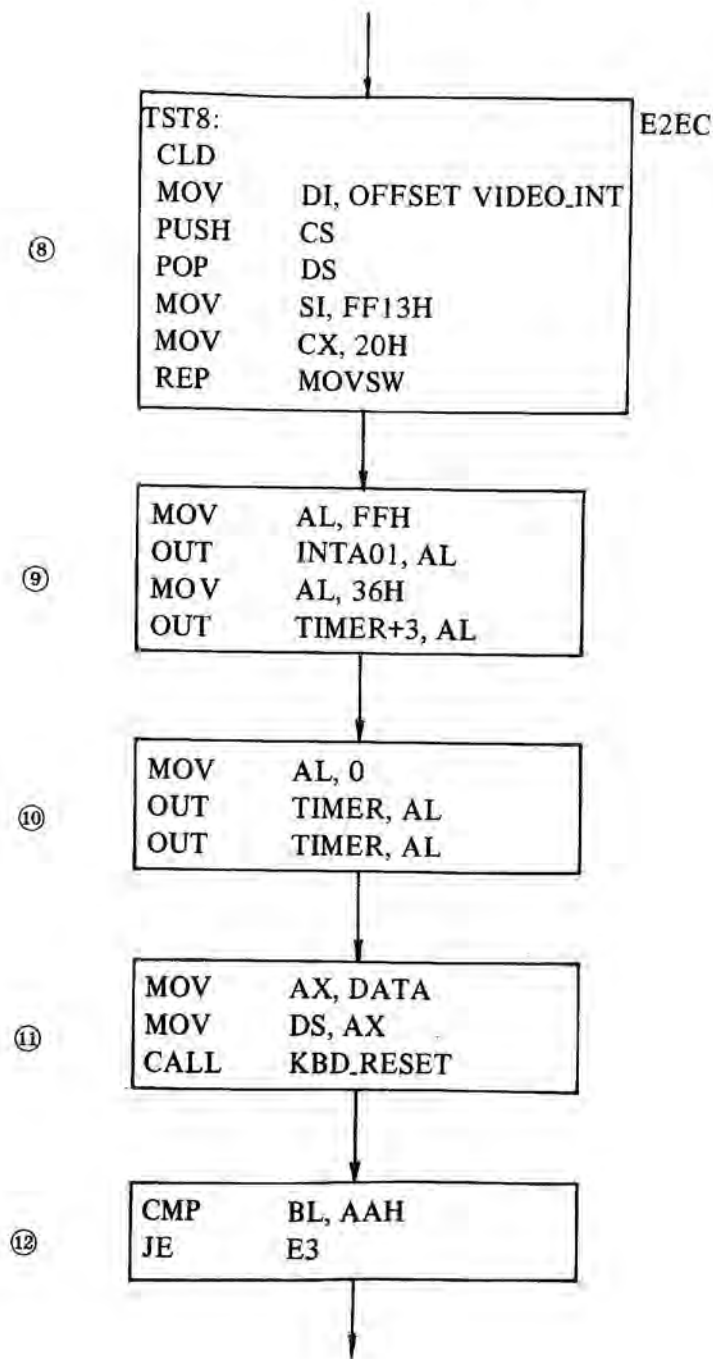 TST8: E2EC
CLD
MOV DI, OFFSET VIDEO_INT
⑧ PUSH CS
POP DS
MOV SI, FF13H
MOV CX, 20H
REP MOVSW
MOV AL, FFH
OUT INTA01, AL
⑨ MOV AL, 36H
OUT TIMER+3, AL
MOV AL, 0
⑩ OUT TIMER, AL
OUT TIMER, AL
MOV AX, DATA
⑪ MOV DS, AX
CALL KBD_RESET
CMP BL, AAH
⑫ JE E3